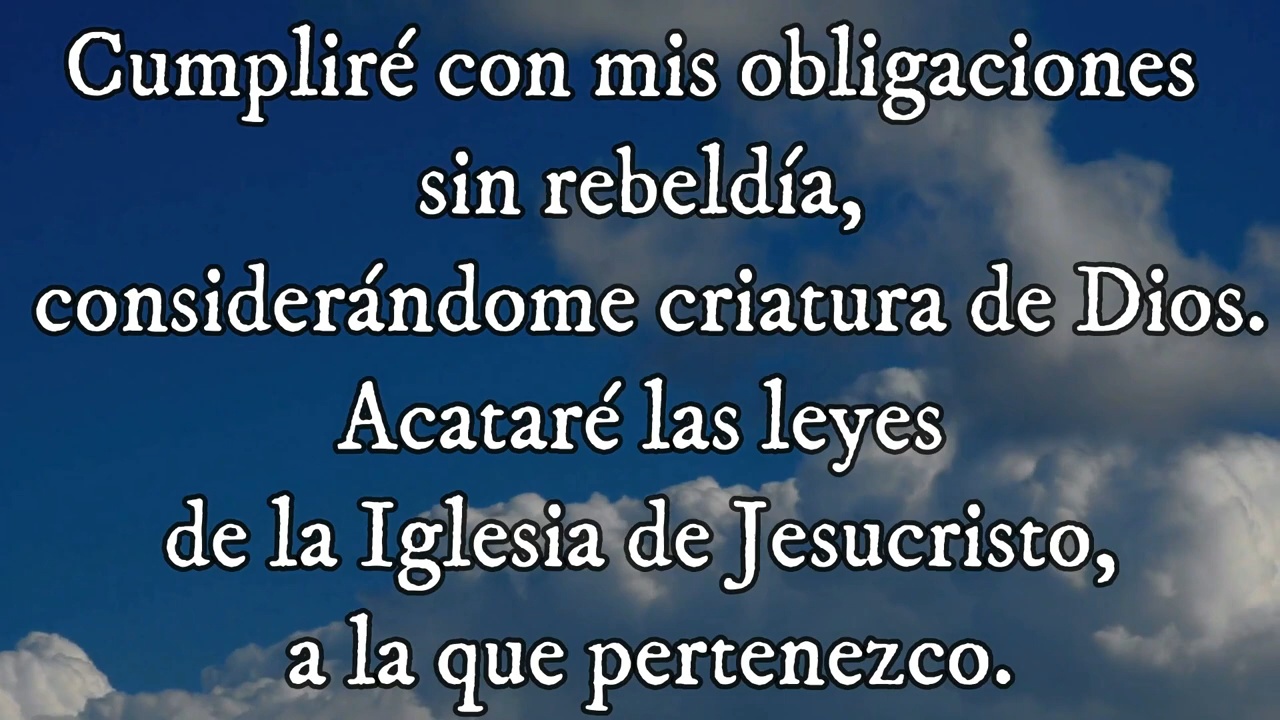 Cumpliré con mis obligaciones
sin rebeldía,
considerándome criatura de Dios.
Acataré las leyes
de la Iglesia de Jesucristo,
a la que pertenezco.